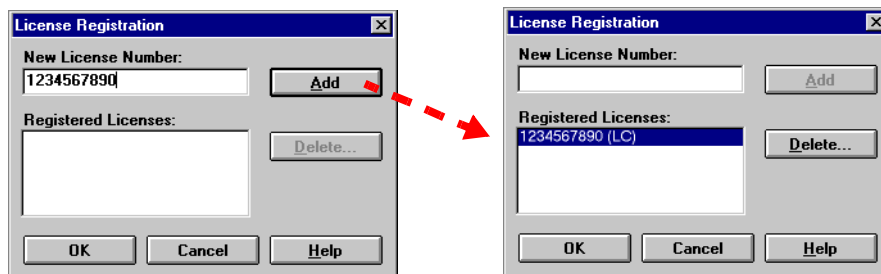 License Registration
New License Number:
1234567890
Add
Registered Licenses:
Delete...
OK Cancel Help
License Registration
New License Number:
Add
Registered Licenses:
1234567890 (LC)
Delete...
OK Cancel Help